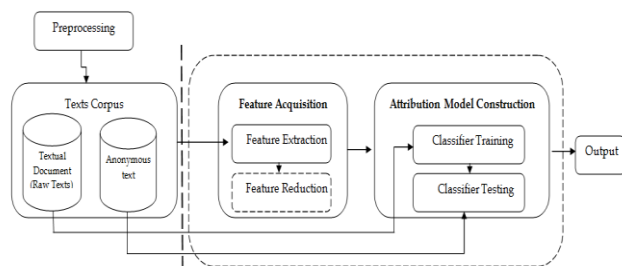 Preprocessing
Texts Corpus
Textual
Document
(Raw Texts)
Anonymous
text
Feature Acquisition
Feature Extraction
Feature Reduction
Attribution Model Construction
Classifier Training
Classifier Testing
Output